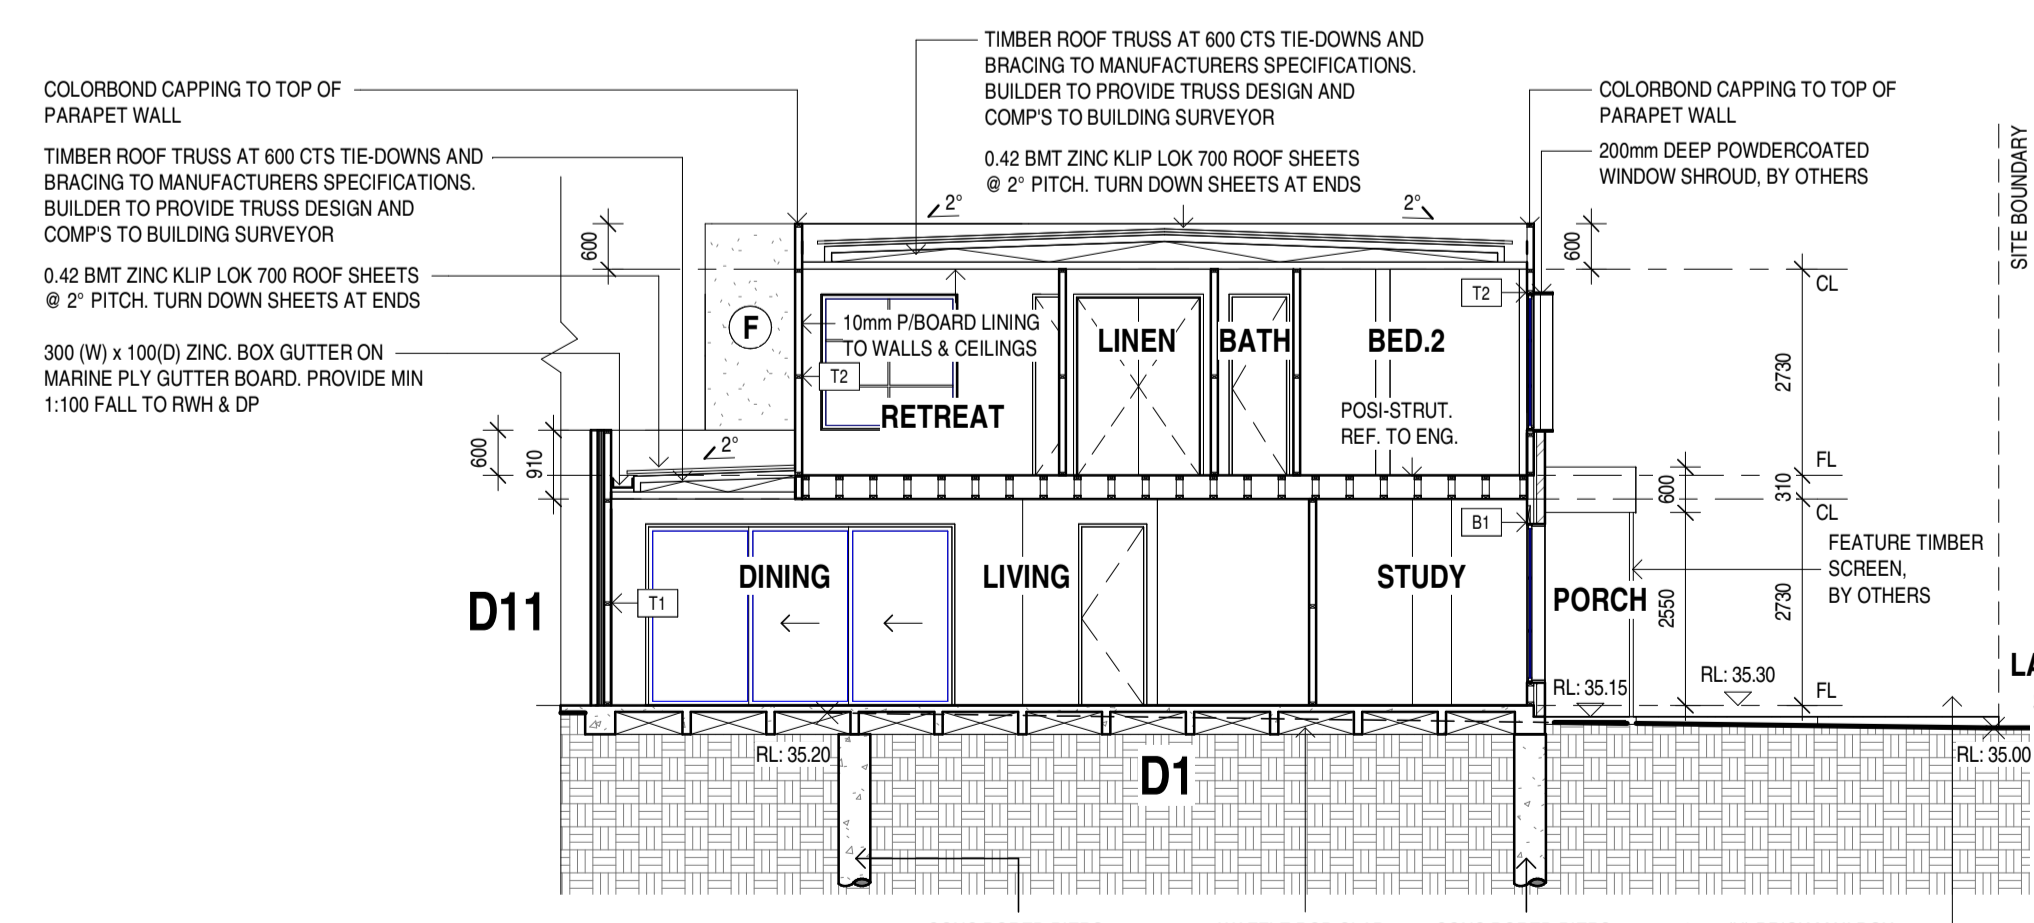 COLORBOND CAPPING TO TOP OF
PARAPET WALL
TIMBER ROOF TRUSS AT 600 CTS TIE-DOWNS AND
BRACING TO MANUFACTURERS SPECIFICATIONS.
BUILDER TO PROVIDE TRUSS DESIGN AND
COMP'S TO BUILDING SURVEYOR
0.42 BMT ZINC KLIP LOK 700 ROOF SHEETS
@ 2° PITCH. TURN DOWN SHEETS AT ENDS
300 (W) x 100(D) ZINC. BOX GUTTER ON
MARINE PLY GUTTER BOARD. PROVIDE MIN
1:100 FALL TO RWH & DP
TIMBER ROOF TRUSS AT 600 CTS TIE-DOWNS AND
BRACING TO MANUFACTURERS SPECIFICATIONS.
BUILDER TO PROVIDE TRUSS DESIGN AND
COMP'S TO BUILDING SURVEYOR
0.42 BMT ZINC KLIP LOK 700 ROOF SHEETS
@ 2° PITCH. TURN DOWN SHEETS AT ENDS
COLORBOND CAPPING TO TOP OF
PARAPET WALL
200mm DEEP POWDERCOATED
WINDOW SHROUD, BY OTHERS
SITE BOUNDARY
2°
2°
600
600
CL
T2
F
10mm P/BOARD LINING
TO WALLS & CEILINGS
T2
RETREAT
LINEN
BATH
BED.2
POSI-STRUT.
REF. TO ENG.
2730
600
910
2°
FL
600
310
CL
B1
FEATURE TIMBER
SCREEN,
BY OTHERS
D11
T1
DINING
LIVING
STUDY
PORCH
2550
2730
RL: 35.15
RL: 35.30
FL
LA
RL: 35.20
D1
RL: 35.00